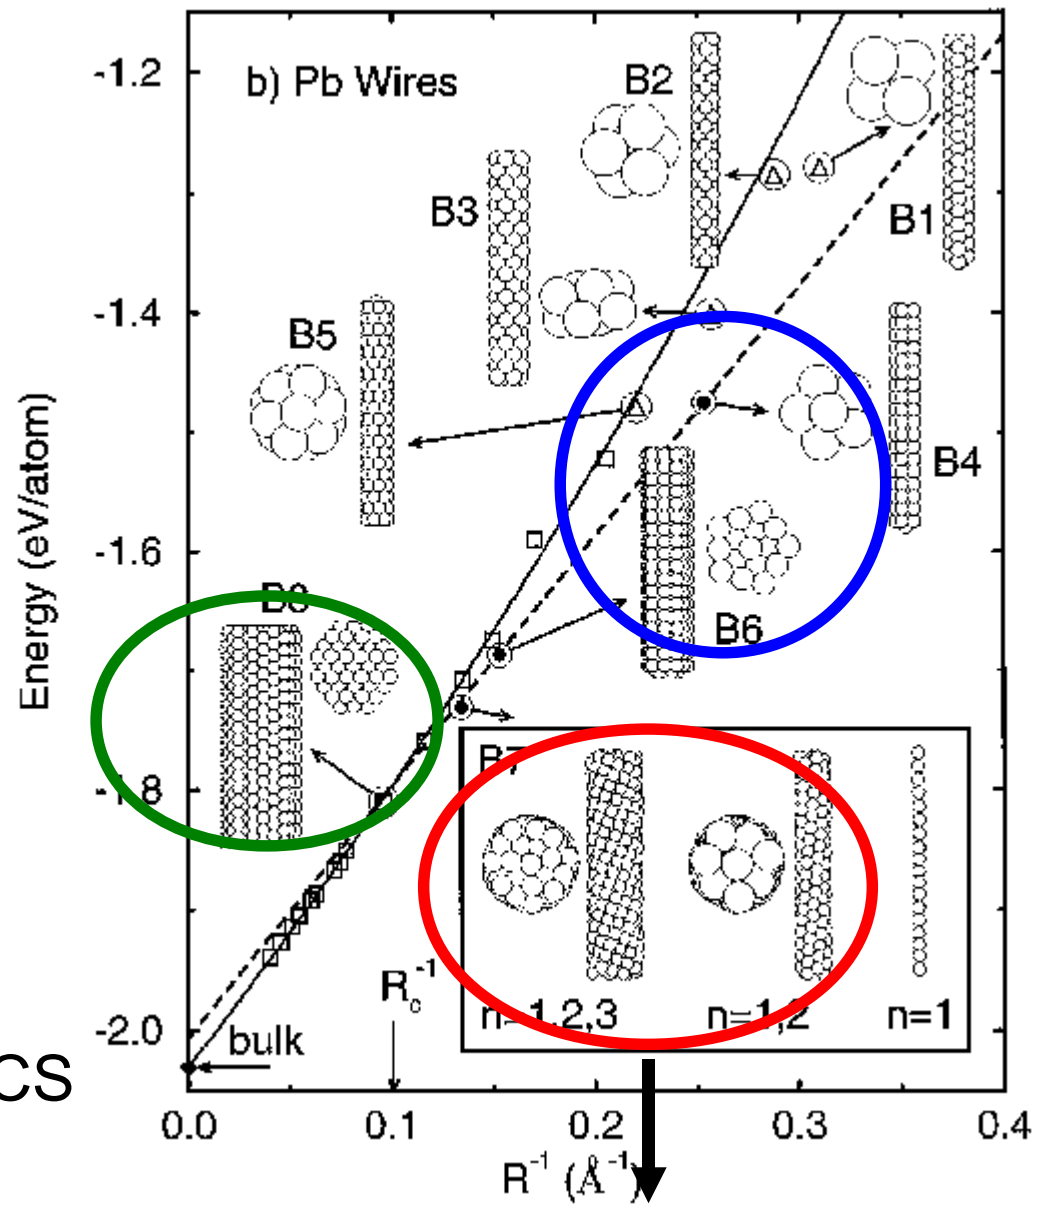 b) Pb Wires
Energy (eV/atom)
-1.2
-1.4
-1.6
-1.8
-2.0
B2
B3
B1
B5
B4
B6
B8
B7
n=1,2,3
n=1,2
n=1
R_c^-1
bulk
CS
0.0
0.1
0.2
0.3
0.4
R^-1 (Å^-1)